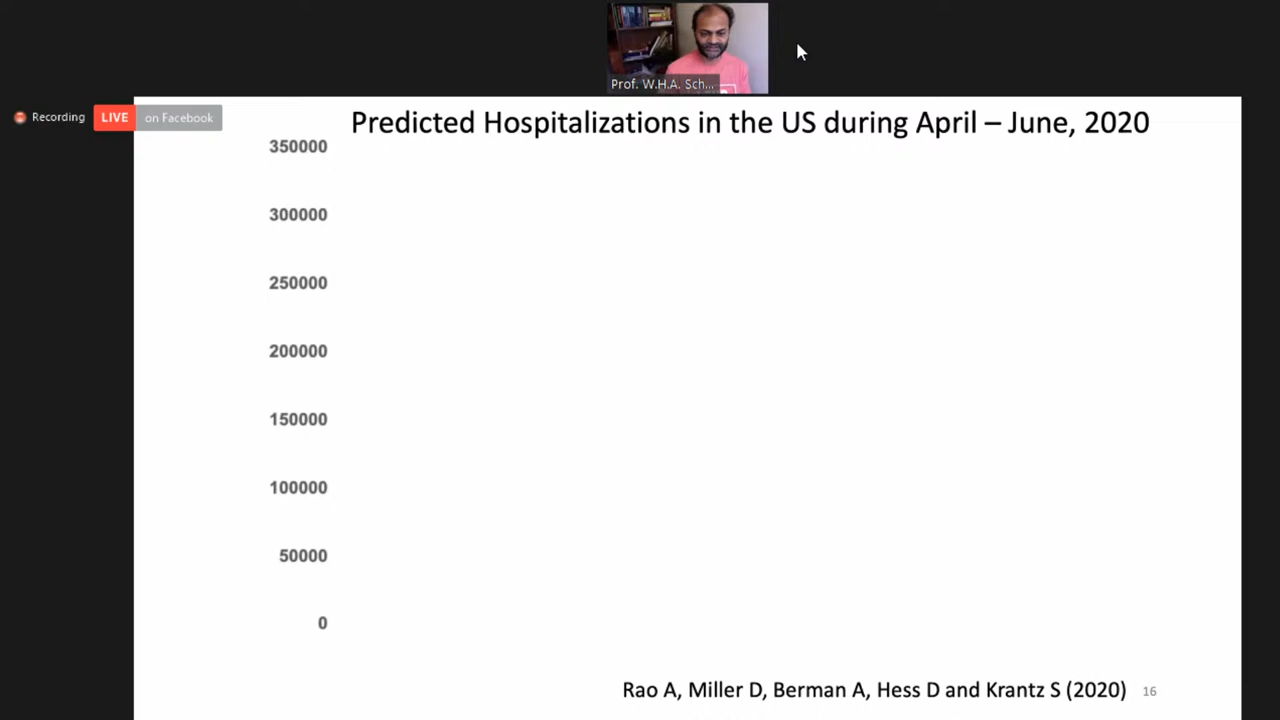 Prof. W.H.A. Sch...
Recording
LIVE on Facebook
Predicted Hospitalizations in the US during April – June, 2020
350000
300000
250000
200000
150000
100000
50000
0
Rao A, Miller D, Berman A, Hess D and Krantz S (2020)
16